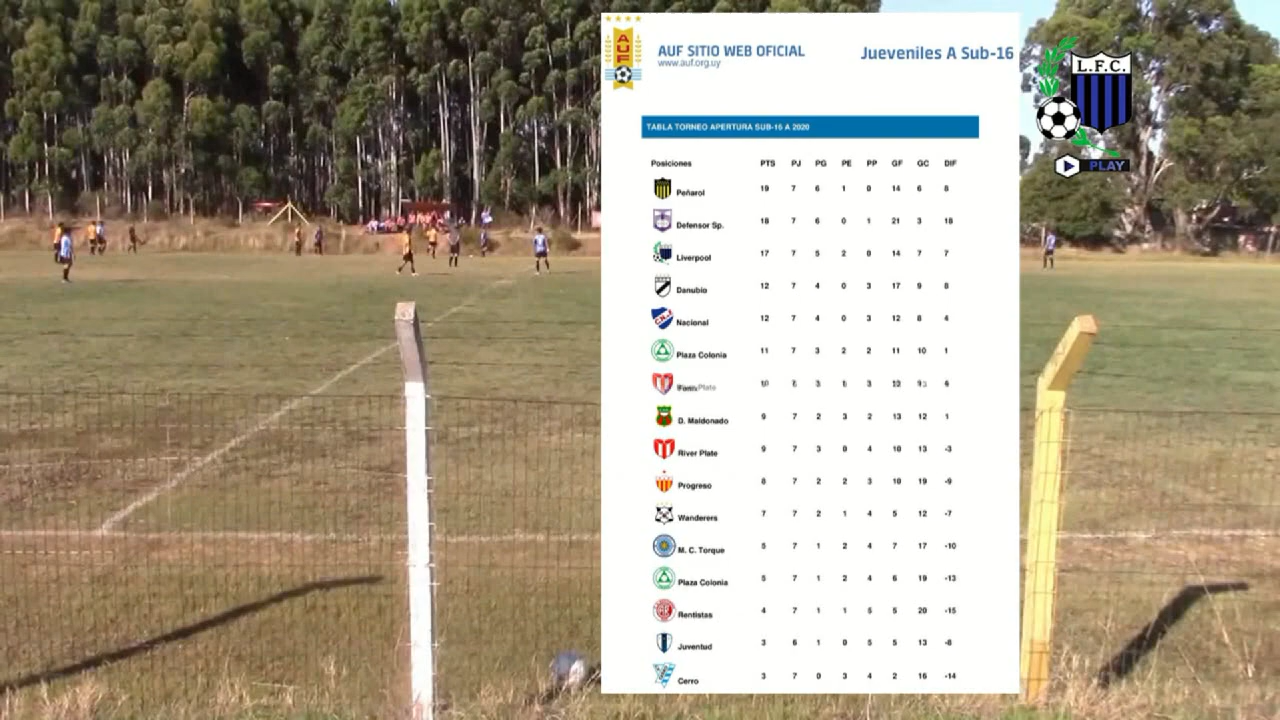 AUF
AUF SITIO WEB OFICIAL
www.auf.org.uy
Jueveniles A Sub-16
L.F.C.
PLAY
TABLA TORNEO APERTURA SUB-16 A 2020
Posiciones PTS PJ PG PE PP GF GC DIF
Peñarol 19 7 6 1 0 14 6 8
Defensor Sp. 18 7 6 0 1 21 3 18
Liverpool 17 7 5 2 0 14 7 7
Danubio 12 7 4 0 3 17 9 8
Nacional 12 7 4 0 3 12 8 4
Plaza Colonia 11 7 3 2 2 11 10 1
10 3 3
D. Maldonado 9 7 2 3 2 13 12 1
River Plate 9 7 3 0 4 10 13 -3
Progreso 8 7 2 2 3 10 19 -9
Wanderers 7 7 2 1 4 5 12 -7
M. C. Torque 5 7 1 2 4 7 17 -10
Plaza Colonia 5 7 1 2 4 6 19 -13
Rentistas 4 7 1 1 5 5 20 -15
Juventud 3 6 1 0 5 5 13 -8
Cerro 3 7 0 3 4 2 16 -14